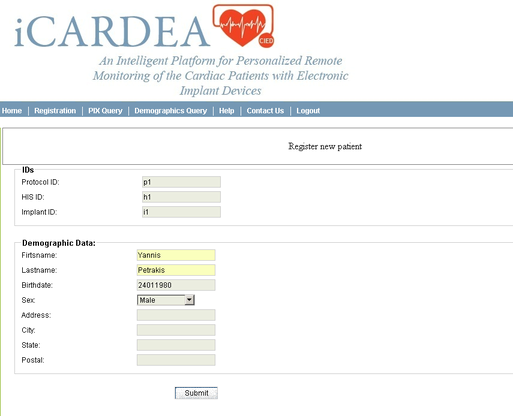 iCARDEA
CIED
An Intelligent Platform for Personalized Remote
Monitoring of the Cardiac Patients with Electronic
Implant Devices
Home | Registration | PIX Query | Demographics Query | Help | Contact Us | Logout
Register new patient
IDs
Protocol ID: p1
HIS ID: h1
Implant ID: i1
Demographic Data:
Firtsname: Yannis
Lastname: Petrakis
Birthdate: 24011980
Sex: Male
Address:
City:
State:
Postal:
Submit